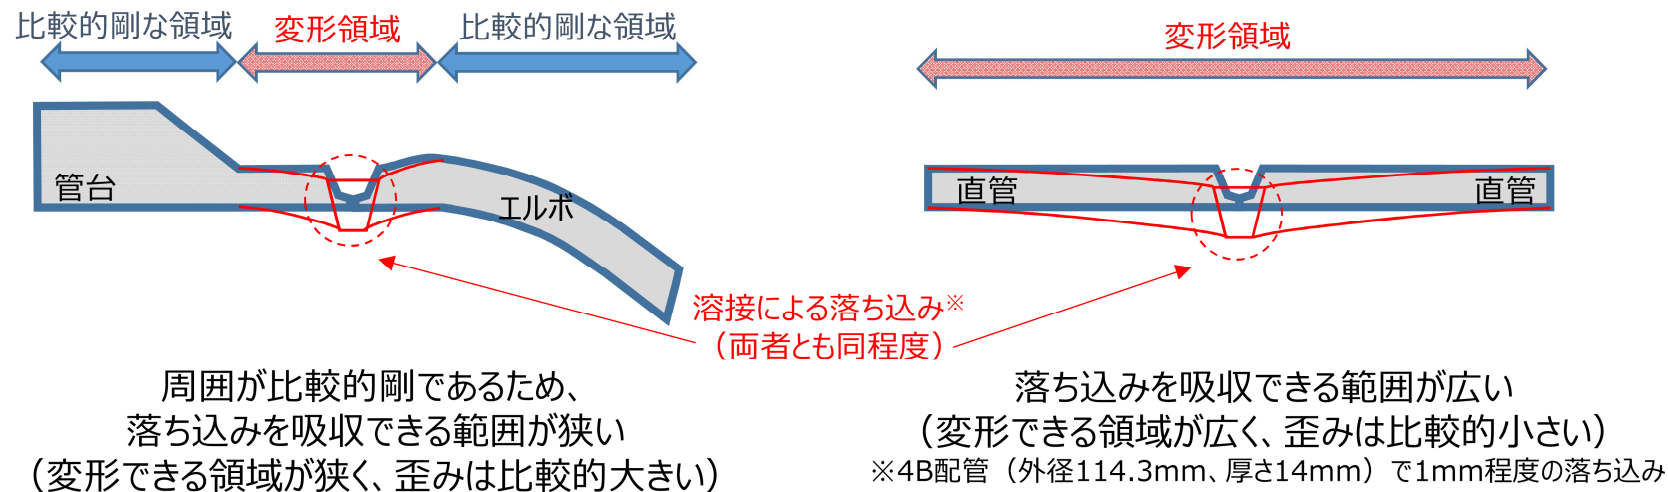 比較的剛な領域
変形領域
比較的剛な領域
管台
エルボ
変形領域
直管
直管
溶接による落ち込み※
（両者とも同程度）
周囲が比較的剛であるため、
落ち込みを吸収できる範囲が狭い
（変形できる領域が狭く、歪みは比較的大きい）
落ち込みを吸収できる範囲が広い
（変形できる領域が広く、歪みは比較的小さい）
※4B配管（外径114.3mm、厚さ14mm）で1mm程度の落ち込み